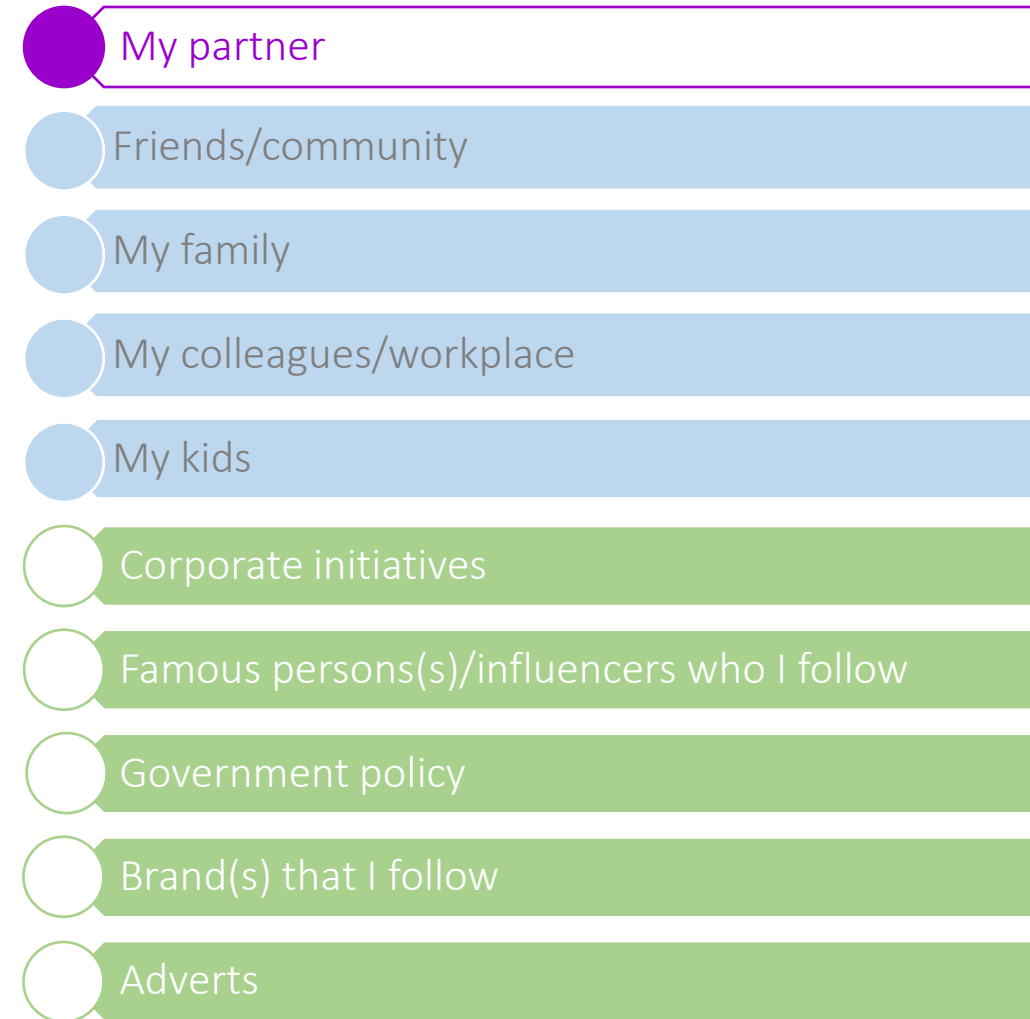 My partner
Friends/community
My family
My colleagues/workplace
My kids
Corporate initiatives
Famous persons(s)/influencers who I follow
Government policy
Brand(s) that I follow
Adverts